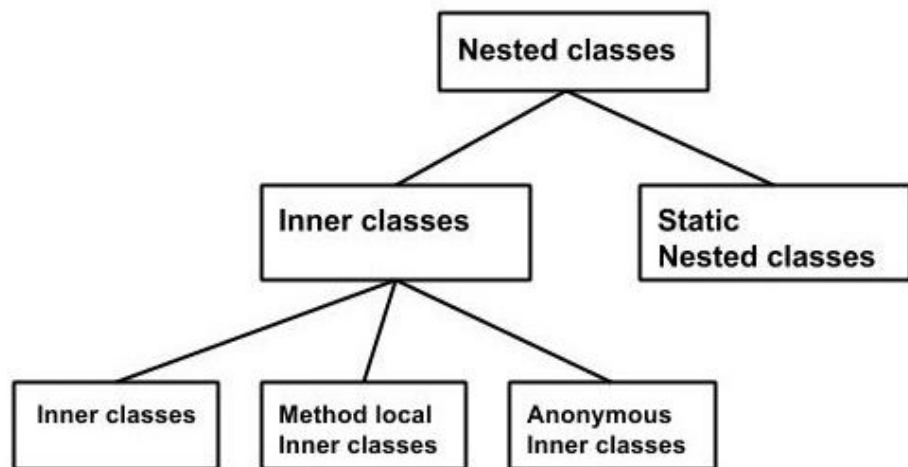 Nested classes
Inner classes
Static
Nested classes
Inner classes
Method local
Inner classes
Anonymous
Inner classes